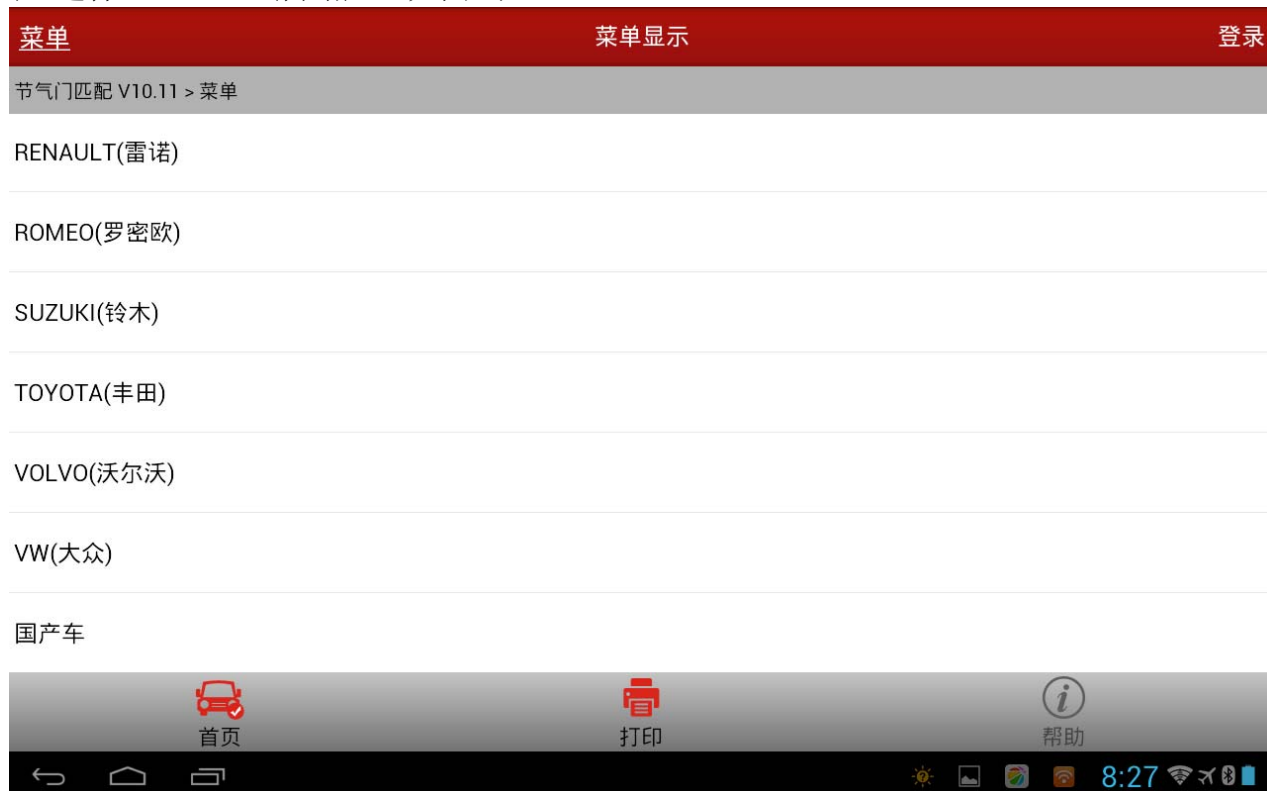 菜单 菜单显示 登录
节气门匹配 V10.11 > 菜单
RENAULT(雷诺)
ROMEO(罗密欧)
SUZUKI(铃木)
TOYOTA(丰田)
VOLVO(沃尔沃)
VW(大众)
国产车
首页 打印 帮助
8:27